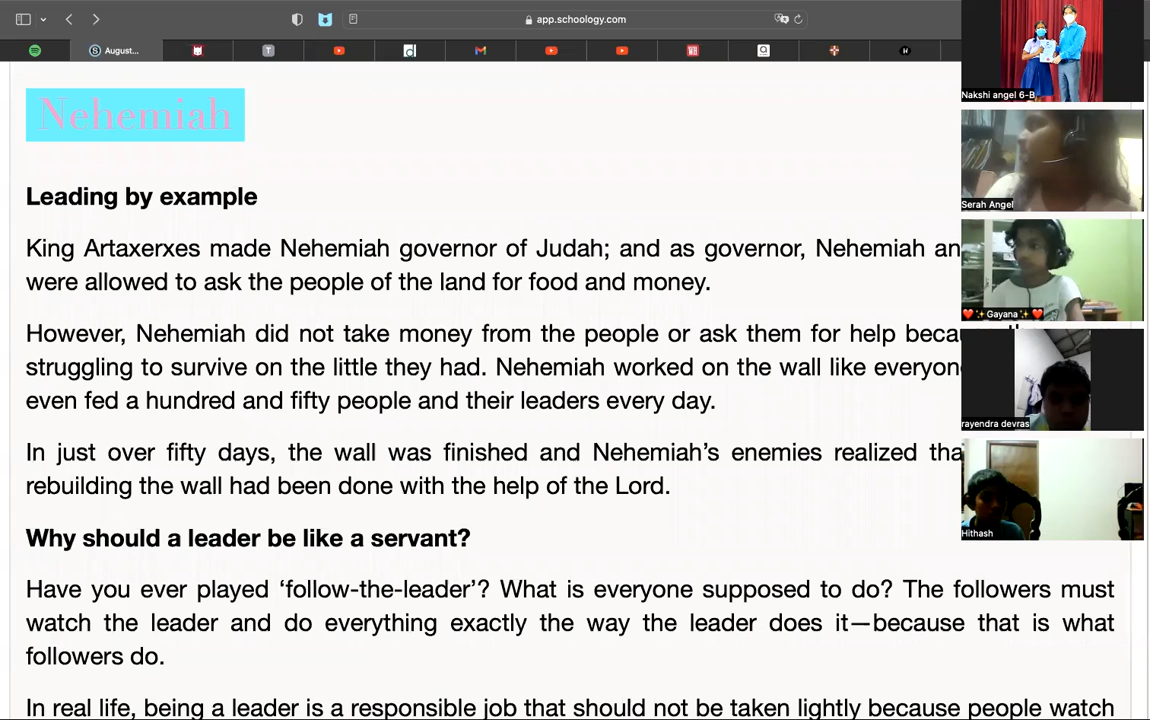 app.schoology.com
August...
Nehemiah
Leading by example
King Artaxerxes made Nehemiah governor of Judah; and as governor, Nehemiah
were allowed to ask the people of the land for food and money.
However, Nehemiah did not take money from the people or ask them for help
struggling to survive on the little they had. Nehemiah worked on the wall like
even fed a hundred and fifty people and their leaders every day.
In just over fifty days, the wall was finished and Nehemiah’s enemies realized
rebuilding the wall had been done with the help of the Lord.
Why should a leader be like a servant?
Have you ever played ‘follow-the-leader’? What is everyone supposed to do? The followers must
watch the leader and do everything exactly the way the leader does it—because that is what
followers do.
In real life, being a leader is a responsible job that should not be taken lightly because people watch
Nakshi angel 6-B
Serah Angel
❤️✨Gayana✨❤️
rayendra devras
Hithash